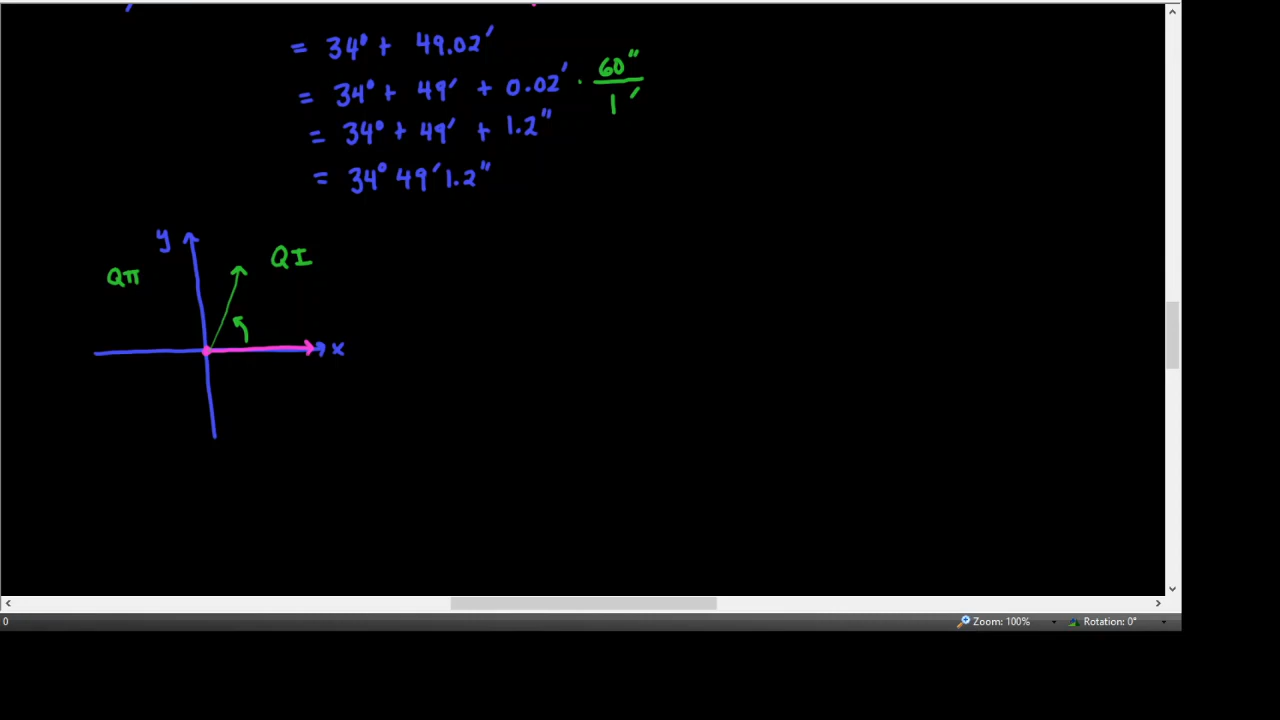 = 34° + 49.02′
= 34° + 49′ + 0.02′ · 60″/1′
= 34° + 49′ + 1.2″
= 34° 49′ 1.2″
y
QI
QII
x
0
Zoom: 100%
Rotation: 0°